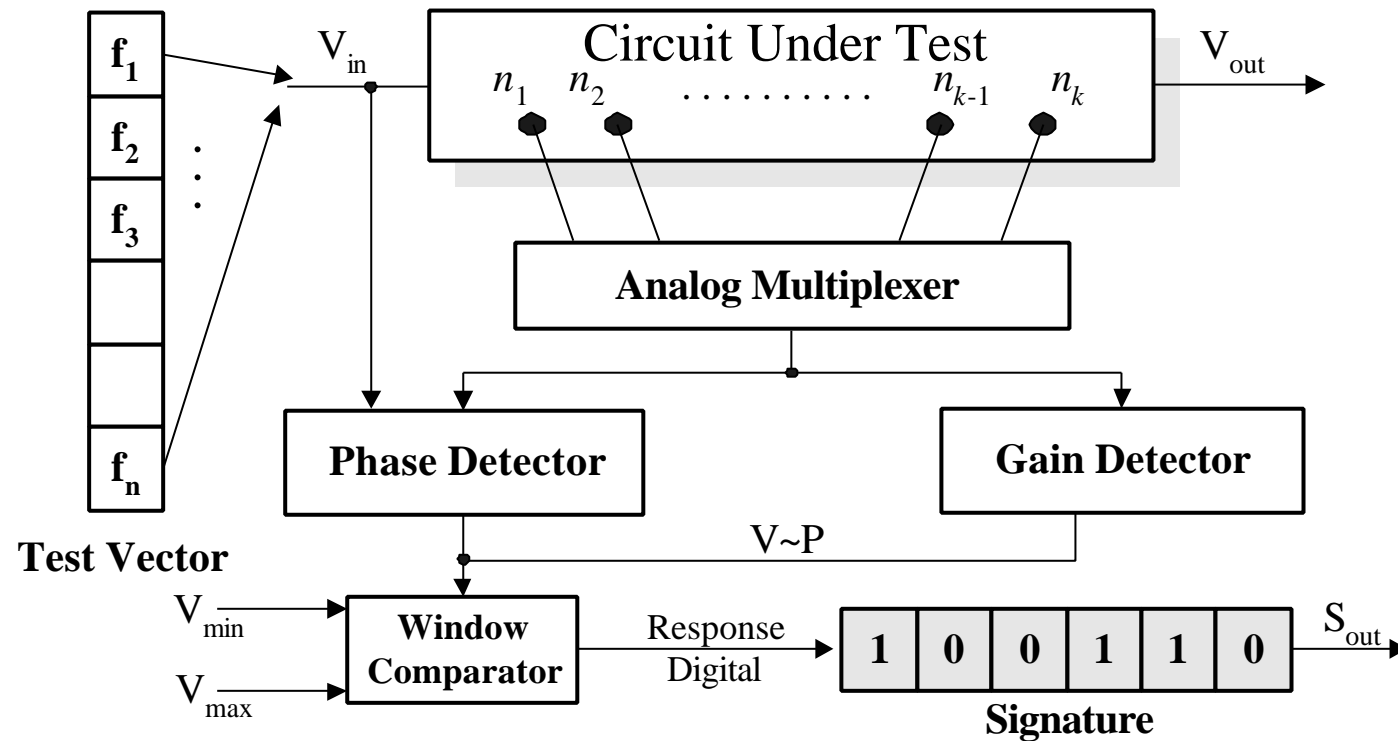 f1
f2
f3
fn
Test Vector
Vin
Circuit Under Test
n1 n2 . . . . . . . . . . nk-1 nk
Vout
Analog Multiplexer
Phase Detector
Gain Detector
V~P
Vmin
Vmax
Window
Comparator
Response
Digital
1 0 0 1 1 0
Signature
Sout